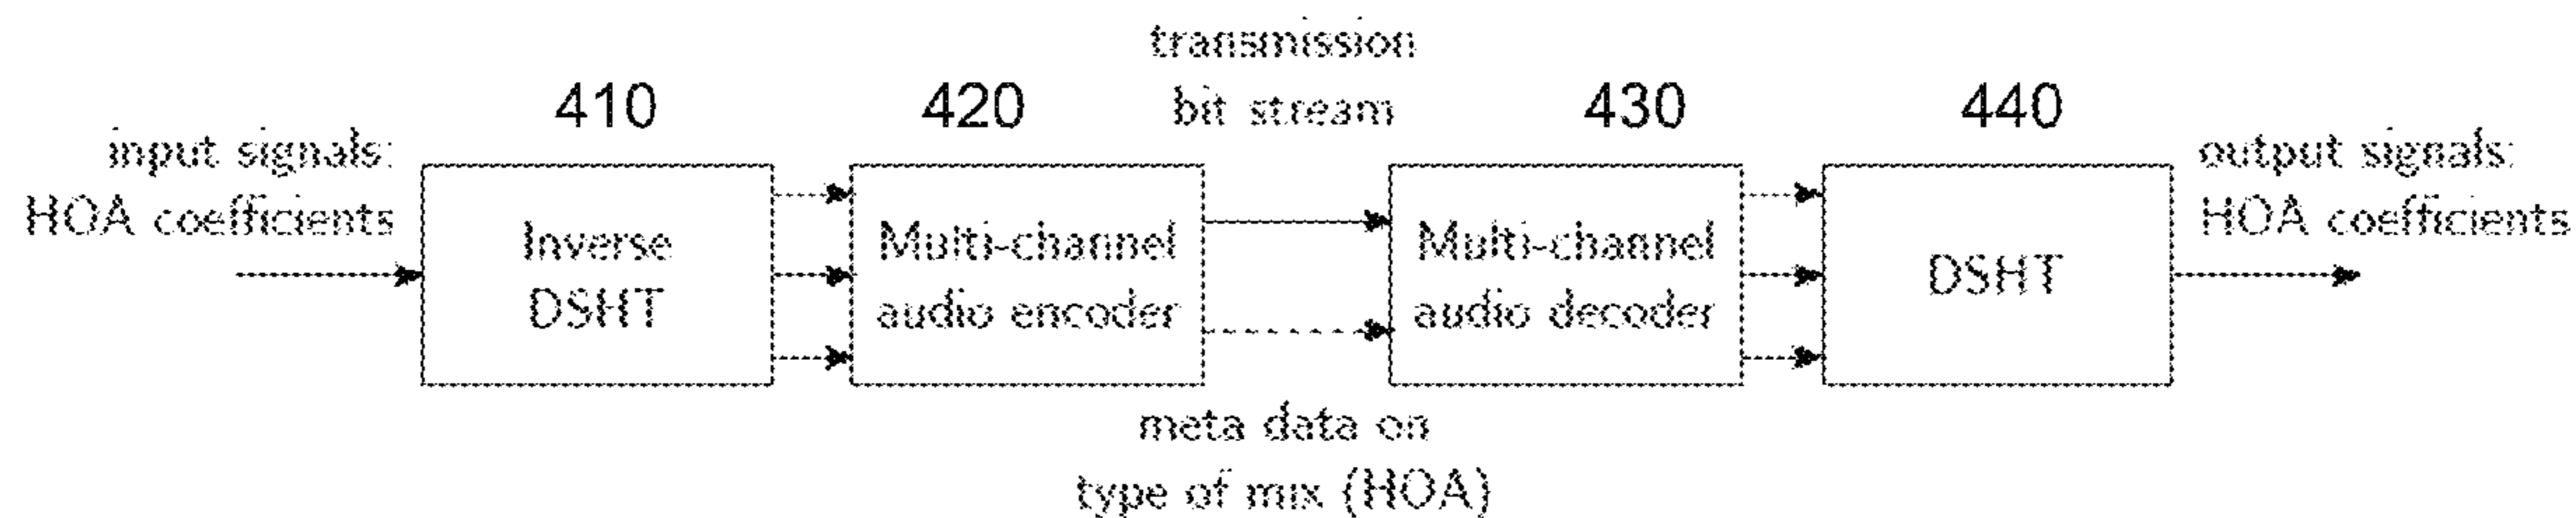 transmission
bit stream
410
420
430
440
input signals:
HOA coefficients
Inverse
DSHT
Multi-channel
audio encoder
Multi-channel
audio decoder
DSHT
output signals:
HOA coefficients
meta data on
type of mix (HOA)